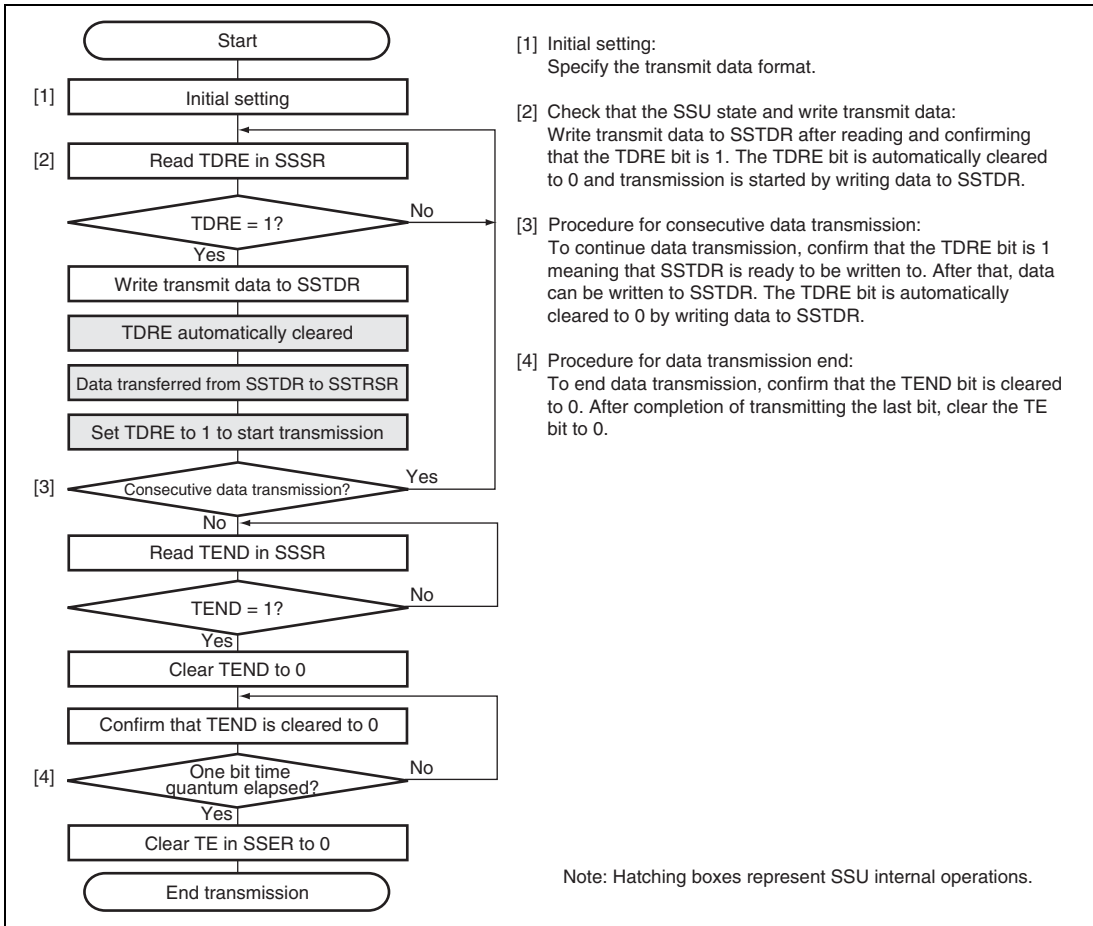 Start
[1] Initial setting
[2] Read TDRE in SSSR
TDRE = 1?
No
Yes
Write transmit data to SSTDR
TDRE automatically cleared
Data transferred from SSTDR to SSTRSR
Set TDRE to 1 to start transmission
[3] Consecutive data transmission?
Yes
No
Read TEND in SSSR
TEND = 1?
No
Yes
Clear TEND to 0
Confirm that TEND is cleared to 0
[4] One bit time
quantum elapsed?
No
Yes
Clear TE in SSER to 0
End transmission
[1] Initial setting:
Specify the transmit data format.
[2] Check that the SSU state and write transmit data:
Write transmit data to SSTDR after reading and confirming
that the TDRE bit is 1. The TDRE bit is automatically cleared
to 0 and transmission is started by writing data to SSTDR.
[3] Procedure for consecutive data transmission:
To continue data transmission, confirm that the TDRE bit is 1
meaning that SSTDR is ready to be written to. After that, data
can be written to SSTDR. The TDRE bit is automatically
cleared to 0 by writing data to SSTDR.
[4] Procedure for data transmission end:
To end data transmission, confirm that the TEND bit is cleared
to 0. After completion of transmitting the last bit, clear the TE
bit to 0.
Note: Hatching boxes represent SSU internal operations.